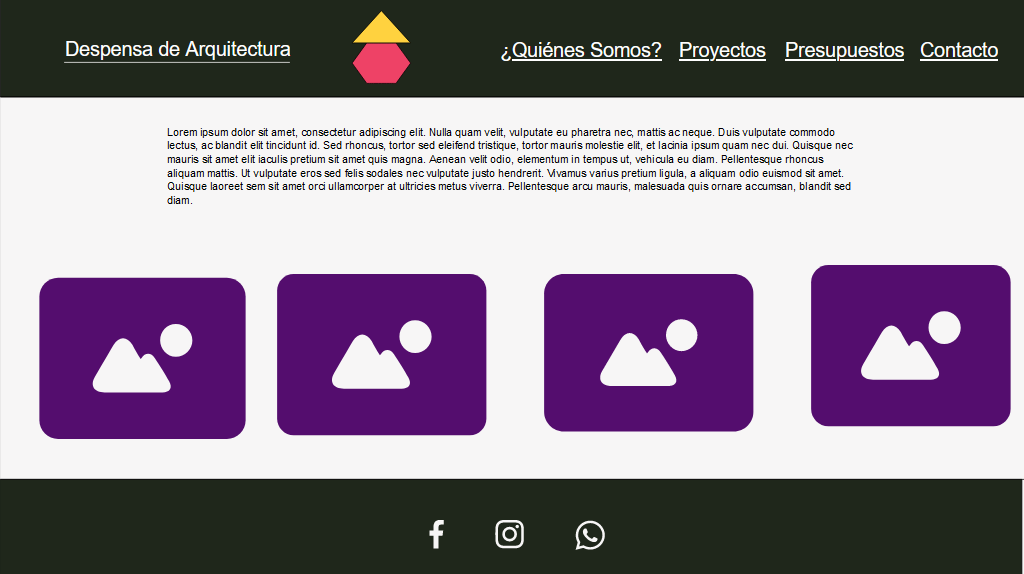 Despensa de Arquitectura
¿Quiénes Somos? Proyectos Presupuestos Contacto
Lorem ipsum dolor sit amet, consectetur adipiscing elit. Nulla quam velit, vulputate eu pharetra nec, mattis ac neque. Duis vulputate commodo
lectus, ac blandit elit tincidunt id. Sed rhoncus, tortor sed eleifend tristique, tortor mauris molestie elit, et lacinia ipsum quam nec dui. Quisque nec
mauris sit amet elit iaculis pretium sit amet quis magna. Aenean velit odio, elementum in tempus ut, vehicula eu diam. Pellentesque rhoncus
aliquam mattis. Ut vulputate eros sed felis sodales nec vulputate justo hendrerit. Vivamus varius pretium ligula, a aliquam odio euismod sit amet.
Quisque laoreet sem sit amet orci ullamcorper at ultricies metus viverra. Pellentesque arcu mauris, malesuada quis ornare accumsan, blandit sed
diam.